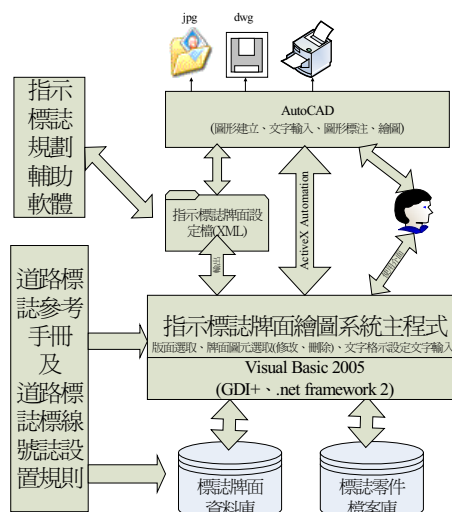 jpg
dwg
指示
標誌
規劃
輔助
軟體
AutoCAD
(圖形建立、文字輸入、圖形標注、繪圖)
指示標誌牌面設
定檔(XML)
ActiveX Automation
輸出
道路標
誌參考
手冊
及
道路標
誌標線
號誌設
置規則
指示標誌牌面繪圖系統主程式
版面選取、牌面圖元選取(修改、刪除)、文字格示設定文字輸入
Visual Basic 2005
(GDI+、.net framework 2)
標誌牌面
資料庫
標誌零件
檔案庫